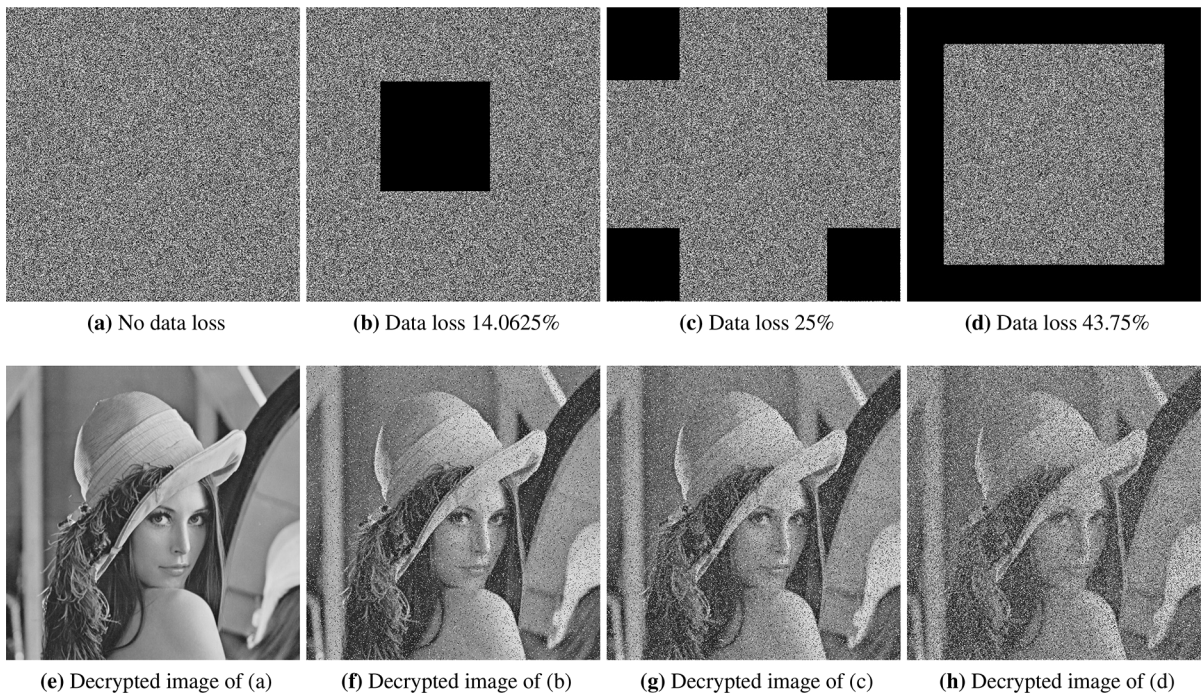 (a) No data loss
(b) Data loss 14.0625%
(c) Data loss 25%
(d) Data loss 43.75%
(e) Decrypted image of (a)
(f) Decrypted image of (b)
(g) Decrypted image of (c)
(h) Decrypted image of (d)